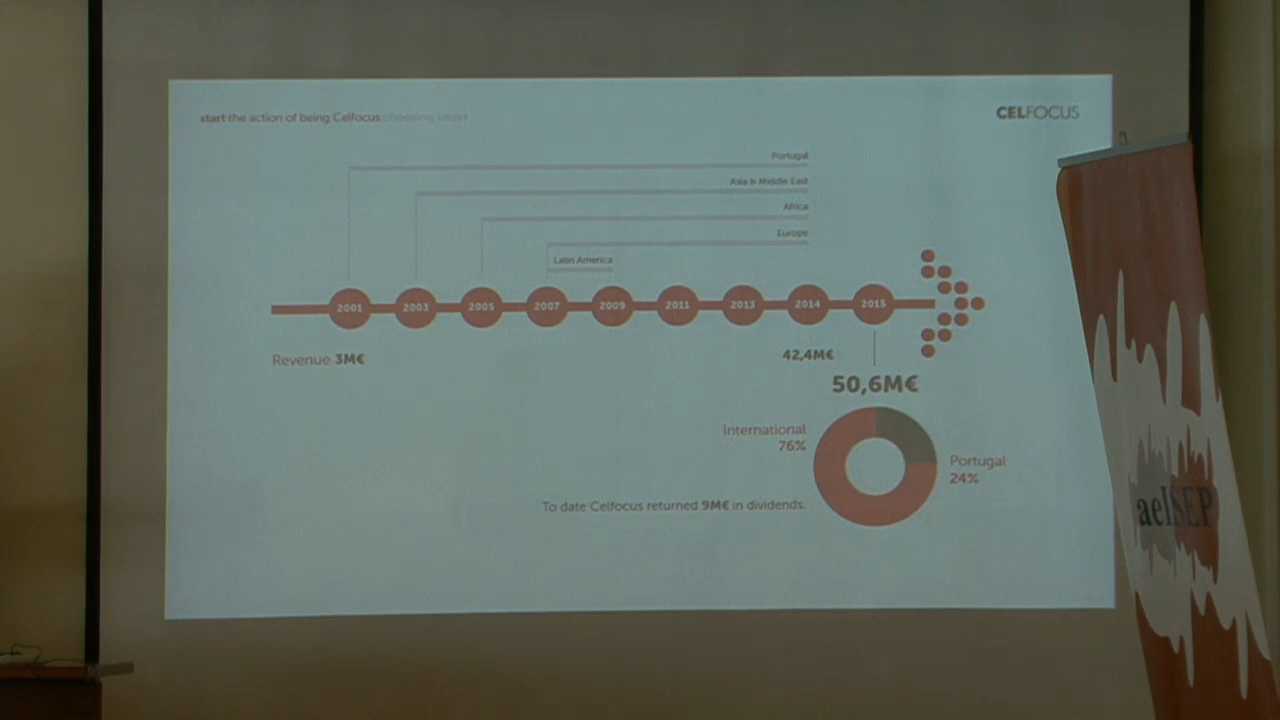 start the action of being Celfocus
CELFOCUS
Portugal
Asia & Middle East
Africa
Europe
Latin America
2001 2003 2005 2007 2009 2011 2013 2014 2015
Revenue 3M€
42,4M€
50,6M€
International
76%
Portugal
24%
To date Celfocus returned 9M€ in dividends.
aeISEP